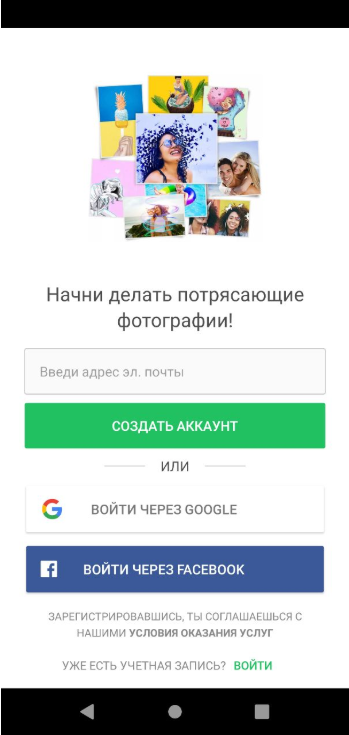 Начни делать потрясающие
фотографии!
Введи адрес эл. почты
СОЗДАТЬ АККАУНТ
ИЛИ
ВОЙТИ ЧЕРЕЗ GOOGLE
ВОЙТИ ЧЕРЕЗ FACEBOOK
ЗАРЕГИСТРИРОВАВШИСЬ, ТЫ СОГЛАШАЕШЬСЯ С
НАШИМИ УСЛОВИЯ ОКАЗАНИЯ УСЛУГ
УЖЕ ЕСТЬ УЧЕТНАЯ ЗАПИСЬ? ВОЙТИ